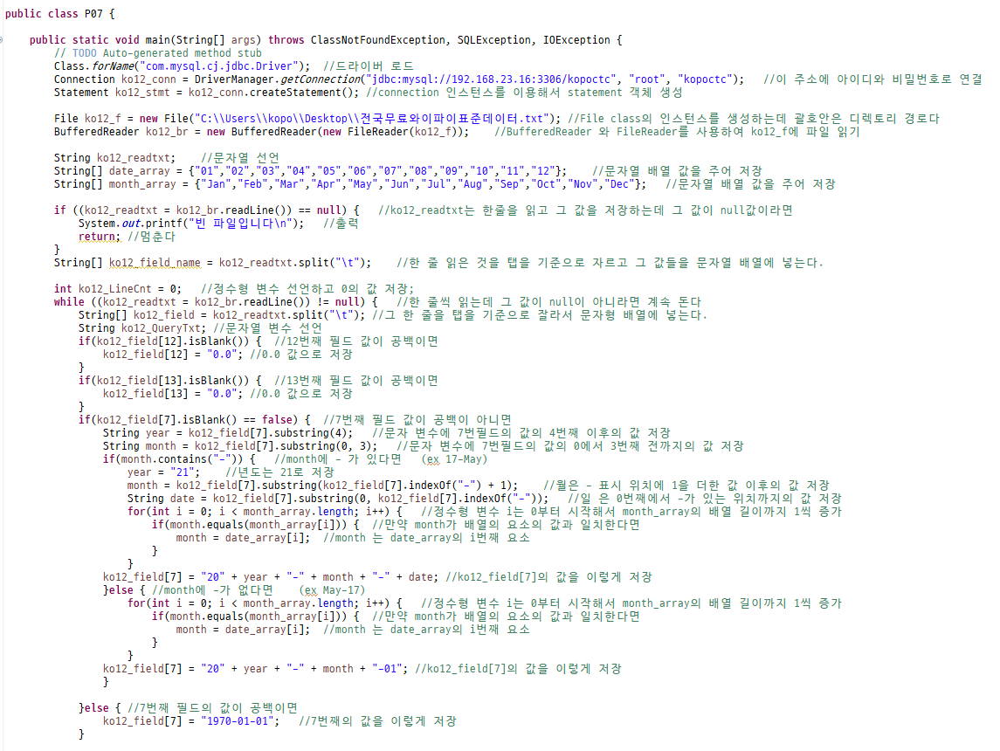 public class P07 {
public static void main(String[] args) throws ClassNotFoundException, SQLException, IOException {
// TODO Auto-generated method stub
Class.forName("com.mysql.cj.jdbc.Driver");  //드라이버 로드
Connection ko12_conn = DriverManager.getConnection("jdbc:mysql://192.168.23.16:3306/kopoctc", "root", "kopoctc");   //이 주소에 아이디와 비밀번호로 연결
Statement ko12_stmt = ko12_conn.createStatement(); //connection 인스턴스를 이용해서 statement 객체 생성
File ko12_f = new File("C:\\Users\\kopo\\Desktop\\전국무료와이파이표준데이터.txt"); //File class의 인스턴스를 생성하는데 괄호안은 디렉토리 경로다
BufferedReader ko12_br = new BufferedReader(new FileReader(ko12_f));    //BufferedReader 와 FileReader를 사용하여 ko12_f에 파일 읽기
String ko12_readtxt;    //문자열 선언
String[] date_array = {"01","02","03","04","05","06","07","08","09","10","11","12"};    //문자열 배열 값을 주어 저장
String[] month_array = {"Jan","Feb","Mar","Apr","May","Jun","Jul","Aug","Sep","Oct","Nov","Dec"};   //문자열 배열 값을 주어 저장
if ((ko12_readtxt = ko12_br.readLine()) == null) {   //ko12_readtxt는 한줄을 읽고 그 값을 저장하는데 그 값이 null값이라면
System.out.printf("빈 파일입니다\n");   //출력
return; //멈춘다
}
String[] ko12_field_name = ko12_readtxt.split("\t");    //한 줄 읽은 것을 탭을 기준으로 자르고 그 값들을 문자열 배열에 넣는다.
int ko12_LineCnt = 0;   //정수형 변수 선언하고 0의 값 저장;
while ((ko12_readtxt = ko12_br.readLine()) != null) {   //한 줄씩 읽는데 그 값이 null이 아니라면 계속 돈다
String[] ko12_field = ko12_readtxt.split("\t"); //그 한 줄을 탭을 기준으로 잘라서 문자형 배열에 넣는다.
String ko12_QueryTxt; //문자열 변수 선언
if(ko12_field[12].isBlank()) {  //12번째 필드 값이 공백이면
ko12_field[12] = "0.0"; //0.0 값으로 저장
}
if(ko12_field[13].isBlank()) {  //13번째 필드 값이 공백이면
ko12_field[13] = "0.0"; //0.0 값으로 저장
}
if(ko12_field[7].isBlank() == false) {  //7번째 필드 값이 공백이 아니면
String year = ko12_field[7].substring(4);   //문자 변수에 7번필드의 값의 4번째 이후의 값 저장
String month = ko12_field[7].substring(0, 3);   //문자 변수에 7번필드의 값의 0에서 3번째 전까지의 값 저장
if(month.contains("-")) {   //month에 - 가 있다면   (ex 17-May)
year = "21";    //년도는 21로 저장
month = ko12_field[7].substring(ko12_field[7].indexOf("-") + 1);    //월은 - 표시 위치에 1을 더한 값 이후의 값 저장
String date = ko12_field[7].substring(0, ko12_field[7].indexOf("-"));   //일 은 0번째에서 -가 있는 위치까지의 값 저장
for(int i = 0; i < month_array.length; i++) {   //정수형 변수 i는 0부터 시작해서 month_array의 배열 길이까지 1씩 증가
if(month.equals(month_array[i])) {  //만약 month가 배열의 요소의 값과 일치한다면
month = date_array[i];  //month 는 date_array의 i번째 요소
}
}
ko12_field[7] = "20" + year + "-" + month + "-" + date; //ko12_field[7]의 값을 이렇게 저장
}else { //month에 -가 없다면    (ex May-17)
for(int i = 0; i < month_array.length; i++) {   //정수형 변수 i는 0부터 시작해서 month_array의 배열 길이까지 1씩 증가
if(month.equals(month_array[i])) {  //만약 month가 배열의 요소의 값과 일치한다면
month = date_array[i];  //month 는 date_array의 i번째 요소
}
}
ko12_field[7] = "20" + year + "-" + month + "-01"; //ko12_field[7]의 값을 이렇게 저장
}
}else { //7번째 필드의 값이 공백이면
ko12_field[7] = "1970-01-01";   //7번째의 값을 이렇게 저장
}